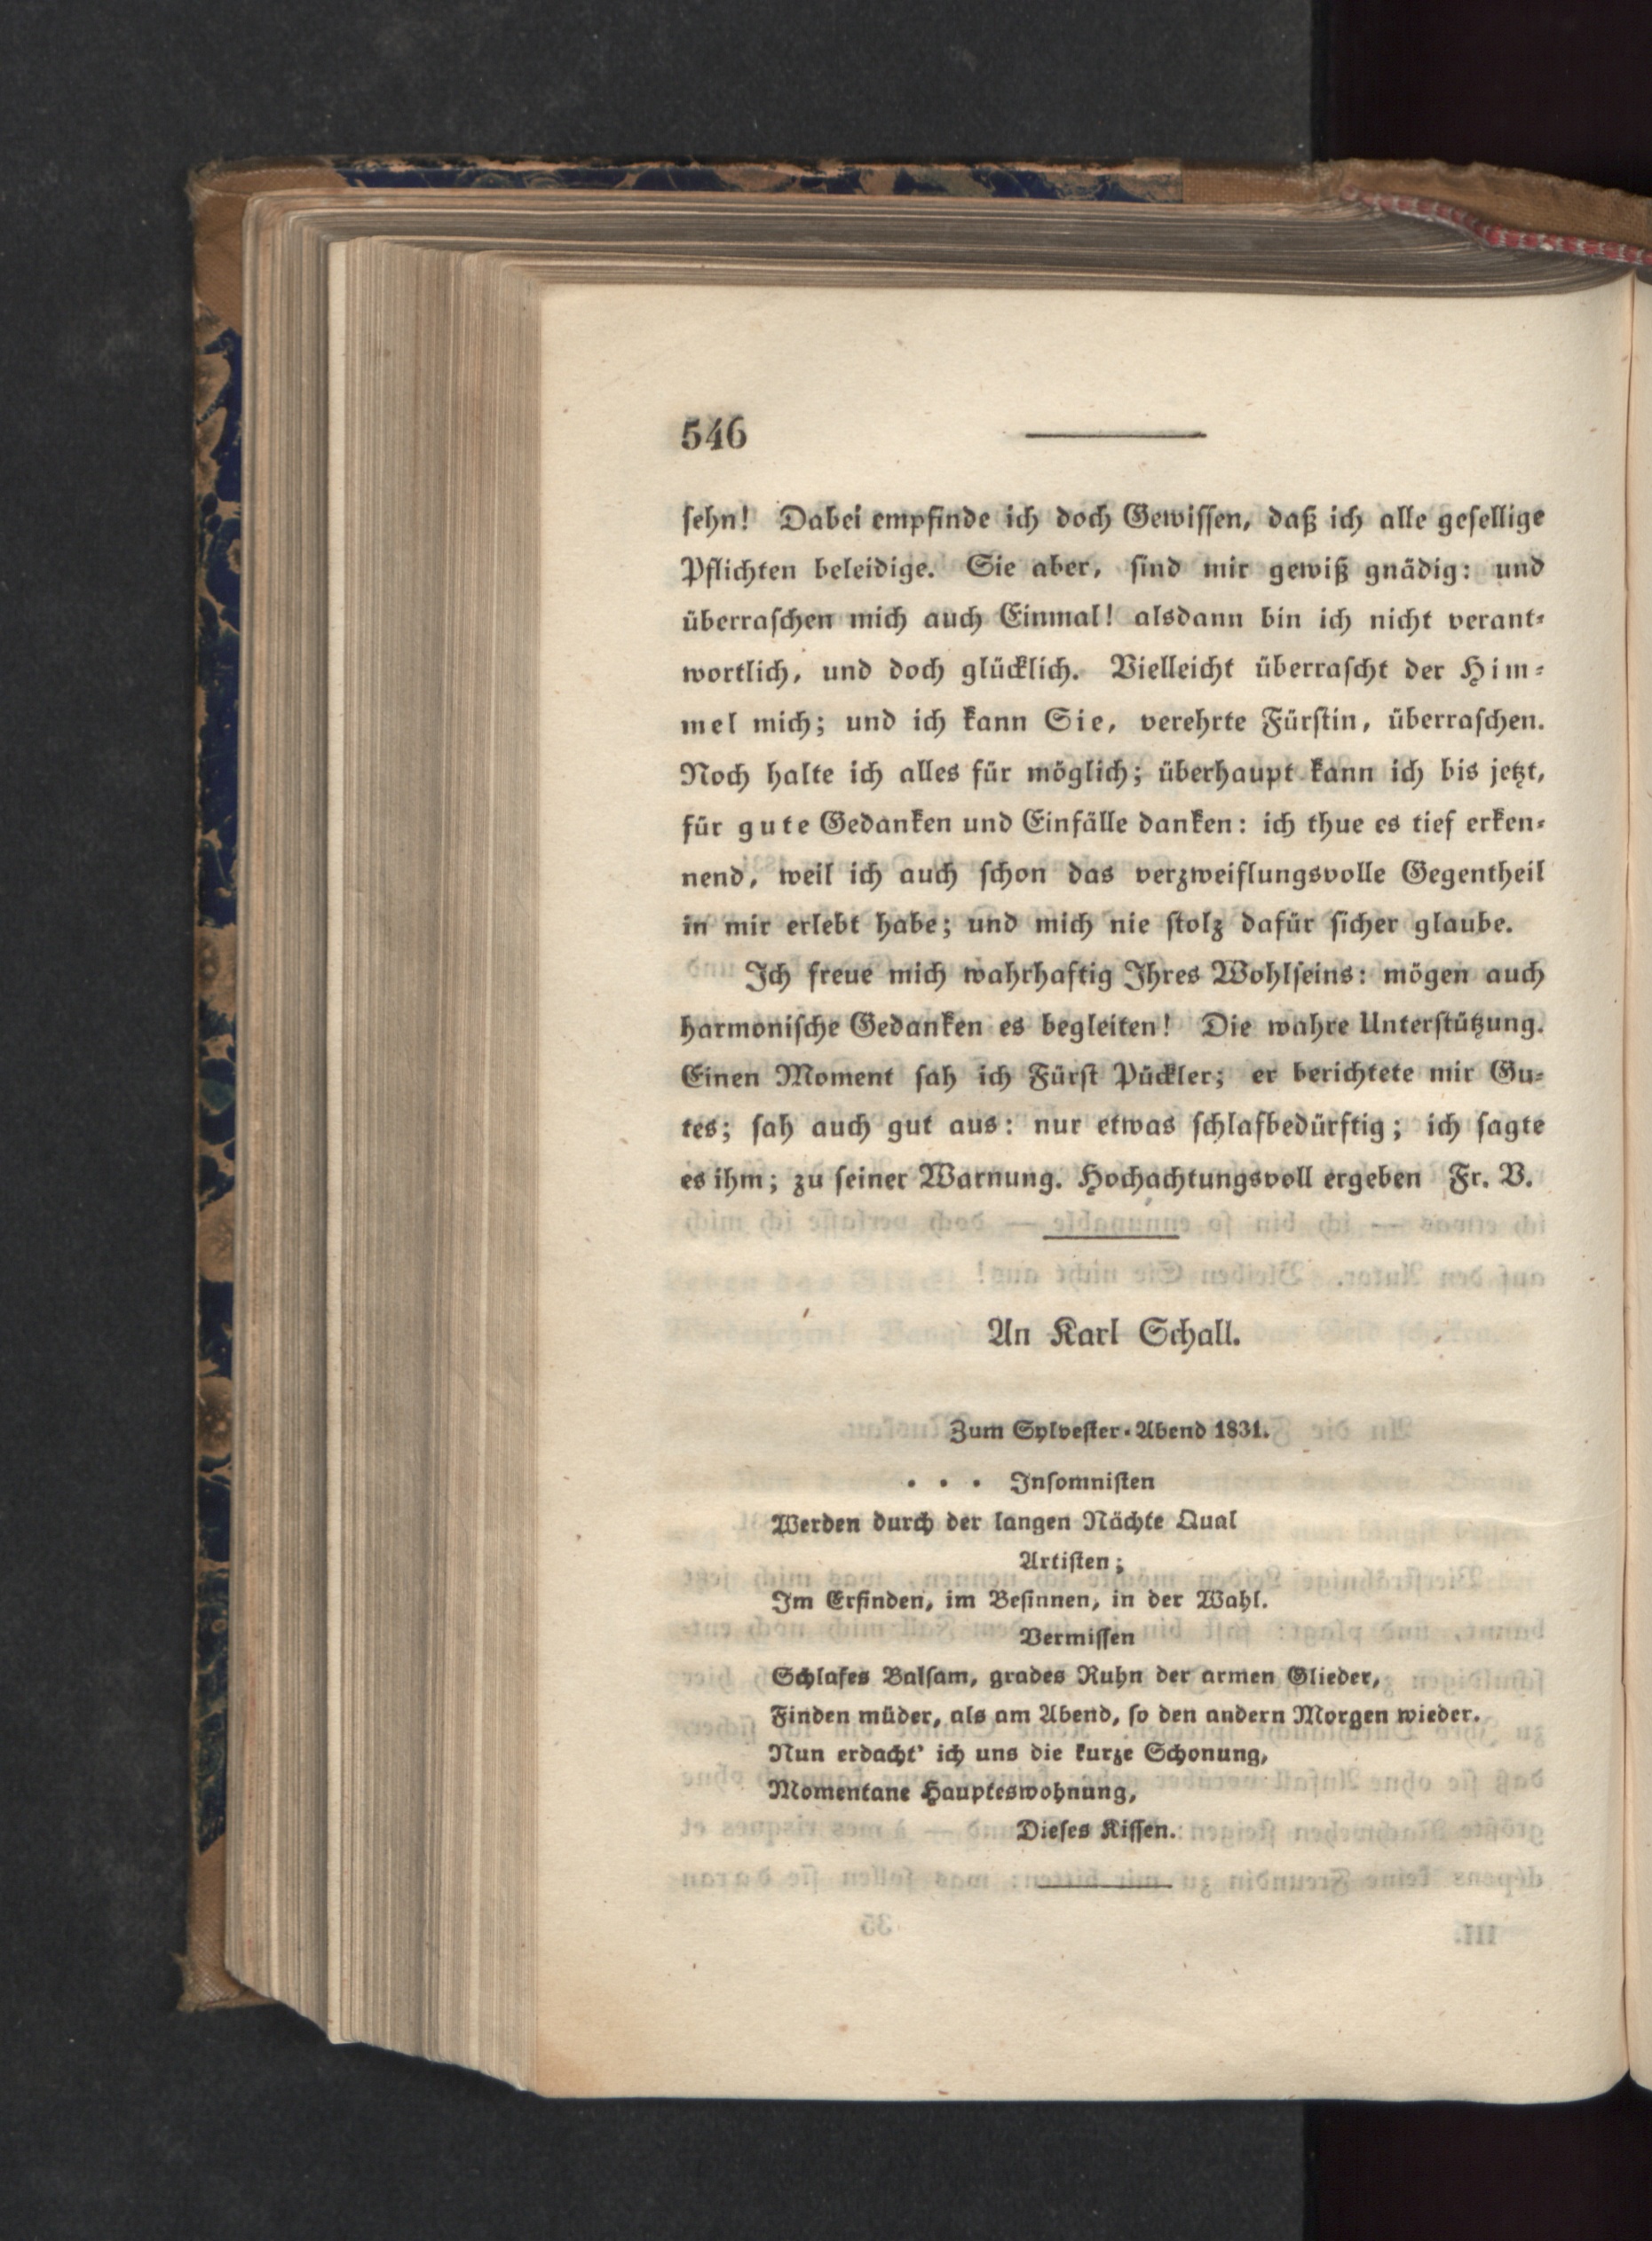 546
ſehn! Dabei empfinde ich doch Gewiſſen, daß ich alle geſellige
Pflichten beleidige. Sie aber, ſind mir gewiß gnädig: und
überraſchen mich auch Einmal! alsdann bin ich nicht verant⸗
wortlich, und doch glücklich. Vielleicht überraſcht der Him⸗
mel mich; und ich kann Sie, verehrte Fürſtin, überraſchen.
Noch halte ich alles für möglich; überhaupt kann ich bis jetzt,
für gute Gedanken und Einfälle danken: ich thue es tief erken⸗
nend, weil ich auch ſchon das verzweiflungsvolle Gegentheil
in mir erlebt habe; und mich nie ſtolz dafür ſicher glaube.
Ich freue mich wahrhaftig Ihres Wohlſeins: mögen auch
harmoniſche Gedanken es begleiten! Die wahre Unterſtützung.
Einen Moment ſah ich Fürſt Pückler; er berichtete mir Gu⸗
tes; ſah auch gut aus: nur etwas ſchlafbedürftig; ich ſagte
es ihm; zu ſeiner Warnung. Hochachtungsvoll ergeben Fr. V.
An Karl Schall.
Zum Sylveſter⸗Abend 1831.
. . . Inſomniſten
Werden durch der langen Nächte Qual
Artiſten;
Im Erfinden, im Beſinnen, in der Wahl.
Vermiſſen
Schlafes Balſam, grades Ruhn der armen Glieder,
Finden müder, als am Abend, ſo den andern Morgen wieder.
Nun erdacht' ich uns die kurze Schonung,
Momentane Haupteswohnung,
Dieſes Kiſſen.